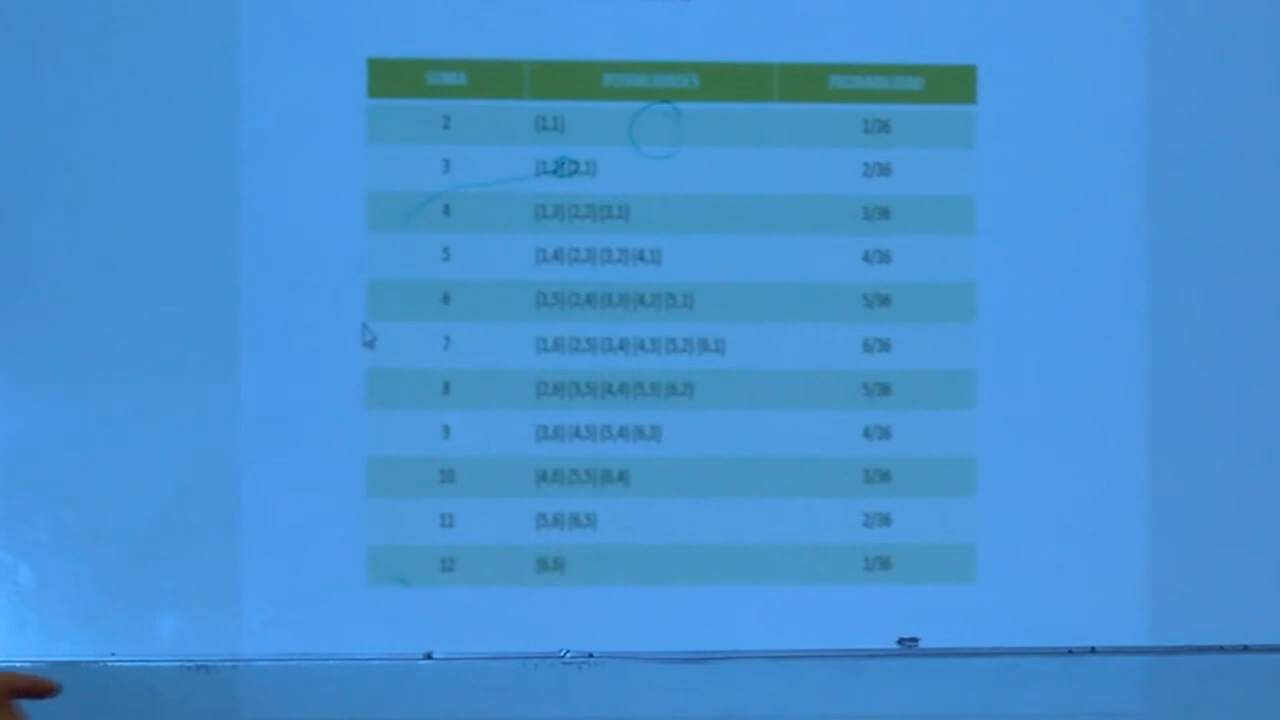 SUMA POSIBILIDADES PROBABILIDAD
2 (1,1) 1/36
3 (1,2) (2,1) 2/36
4 (1,3) (2,2) (3,1) 3/36
5 (1,4) (2,3) (3,2) (4,1) 4/36
6 (1,5) (2,4) (3,3) (4,2) (5,1) 5/36
7 (1,6) (2,5) (3,4) (4,3) (5,2) (6,1) 6/36
8 (2,6) (3,5) (4,4) (5,3) (6,2) 5/36
9 (3,6) (4,5) (5,4) (6,3) 4/36
10 (4,6) (5,5) (6,4) 3/36
11 (5,6) (6,5) 2/36
12 (6,6) 1/36